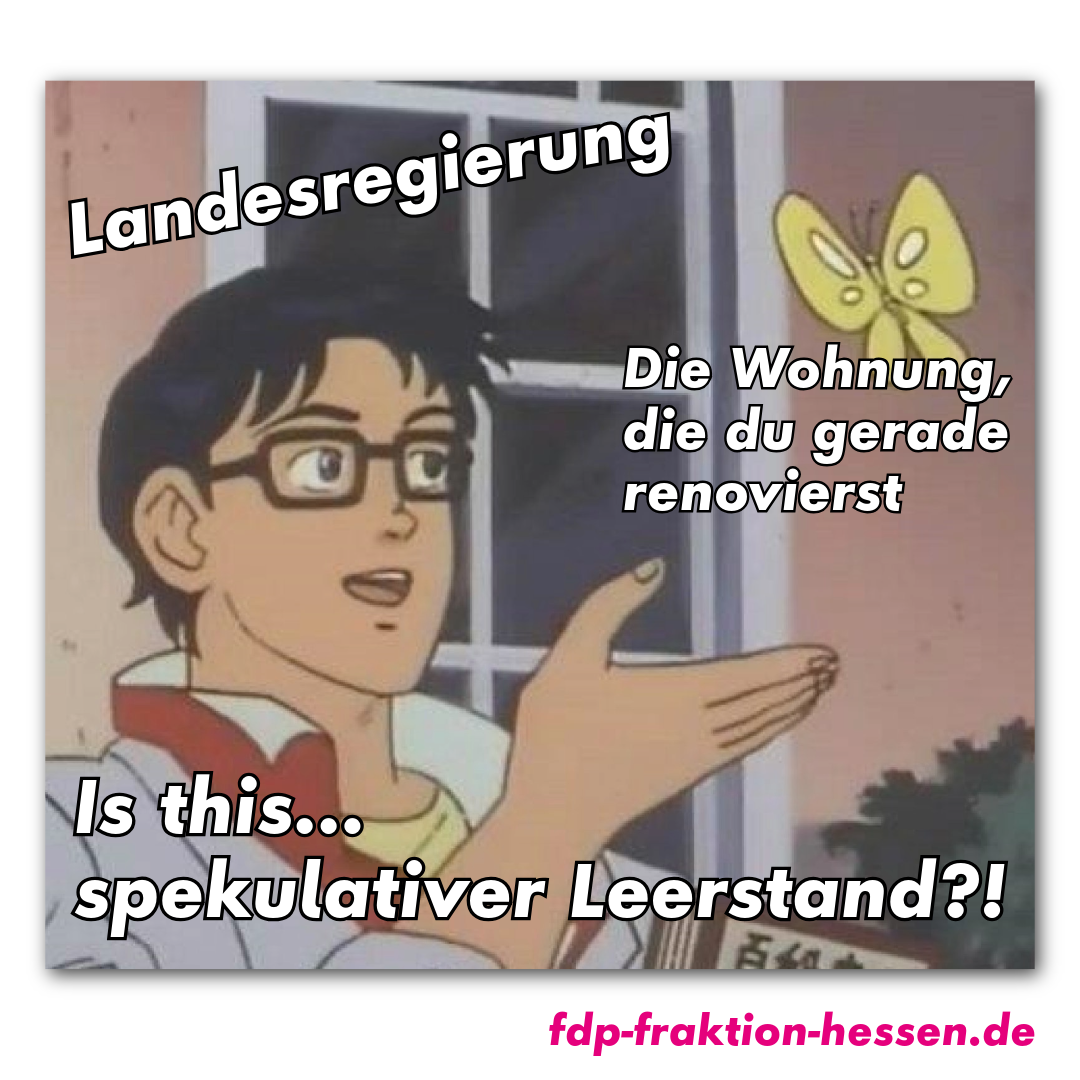 Landesregierung
Die Wohnung,
die du gerade
renovierst
Is this...
spekulativer Leerstand?!
fdp-fraktion-hessen.de